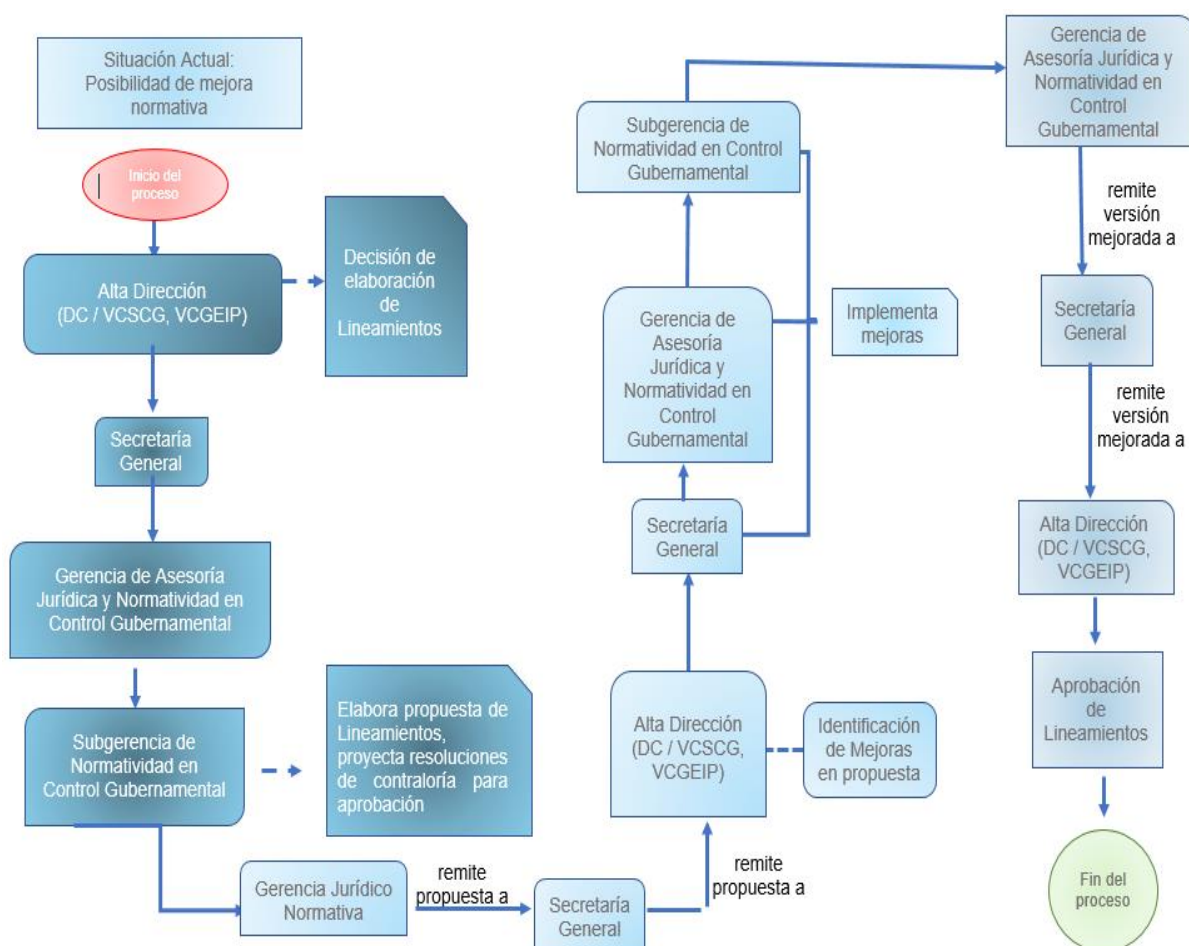 Situación Actual:
Posibilidad de mejora
normativa
Inicio del
proceso
Alta Dirección
(DC / VCSCG, VCGEIP)
Decisión de
elaboración
de
Lineamientos
Secretaría
General
Gerencia de Asesoría
Jurídica y Normatividad en
Control Gubernamental
Subgerencia de
Normatividad en
Control Gubernamental
Elabora propuesta de
Lineamientos,
proyecta resoluciones
de contraloría para
aprobación
Gerencia Jurídico
Normativa
remite
propuesta a
Secretaría
General
remite
propuesta a
Alta Dirección
(DC / VCSCG,
VCGEIP)
Identificación
de Mejoras
en propuesta
Secretaría
General
Gerencia de
Asesoría
Jurídica y
Normatividad en
Control
Gubernamental
Implementa
mejoras
Subgerencia de
Normatividad en Control
Gubernamental
Gerencia de
Asesoría Jurídica y
Normatividad en
Control
Gubernamental
remite
versión
mejorada a
Secretaría
General
remite
versión
mejorada a
Alta Dirección
(DC / VCSCG,
VCGEIP)
Aprobación
de
Lineamientos
Fin del
proceso